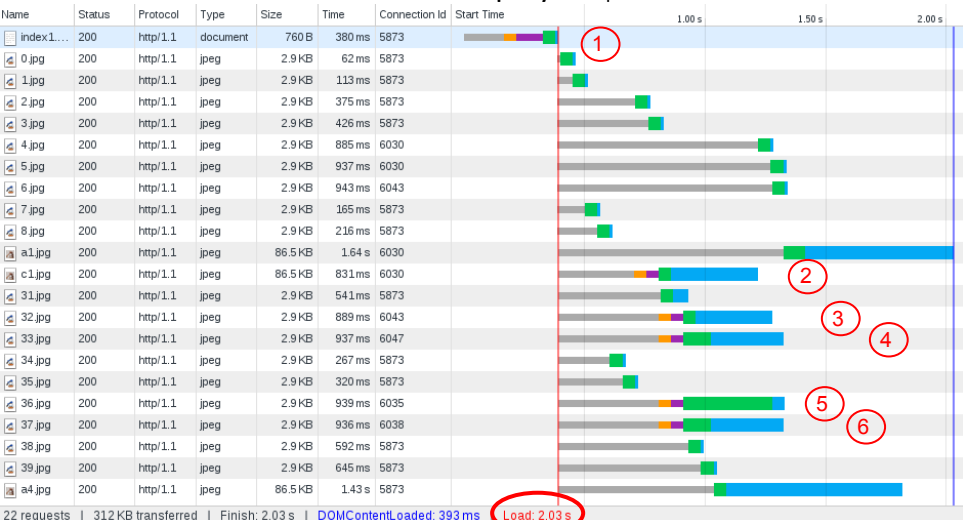 Name Status Protocol Type Size Time Connection Id Start Time 1.00 s 1.50 s 2.00 s
index1.... 200 http/1.1 document 760 B 380 ms 5873 1
0.jpg 200 http/1.1 jpeg 2.9 KB 62 ms 5873
1.jpg 200 http/1.1 jpeg 2.9 KB 113 ms 5873
2.jpg 200 http/1.1 jpeg 2.9 KB 375 ms 5873
3.jpg 200 http/1.1 jpeg 2.9 KB 426 ms 5873
4.jpg 200 http/1.1 jpeg 2.9 KB 885 ms 6030
5.jpg 200 http/1.1 jpeg 2.9 KB 937 ms 6030
6.jpg 200 http/1.1 jpeg 2.9 KB 943 ms 6043
7.jpg 200 http/1.1 jpeg 2.9 KB 165 ms 5873
8.jpg 200 http/1.1 jpeg 2.9 KB 216 ms 5873
a1.jpg 200 http/1.1 jpeg 86.5 KB 1.64 s 6030
c1.jpg 200 http/1.1 jpeg 86.5 KB 831 ms 6030 2
31.jpg 200 http/1.1 jpeg 2.9 KB 541 ms 5873
32.jpg 200 http/1.1 jpeg 2.9 KB 889 ms 6043 3
33.jpg 200 http/1.1 jpeg 2.9 KB 937 ms 6047 4
34.jpg 200 http/1.1 jpeg 2.9 KB 267 ms 5873
35.jpg 200 http/1.1 jpeg 2.9 KB 320 ms 5873
36.jpg 200 http/1.1 jpeg 2.9 KB 939 ms 6035 5
37.jpg 200 http/1.1 jpeg 2.9 KB 936 ms 6038 6
38.jpg 200 http/1.1 jpeg 2.9 KB 592 ms 5873
39.jpg 200 http/1.1 jpeg 2.9 KB 645 ms 5873
a4.jpg 200 http/1.1 jpeg 86.5 KB 1.43 s 5873
22 requests | 312 KB transferred | Finish: 2.03 s | DOMContentLoaded: 393 ms | Load: 2.03 s